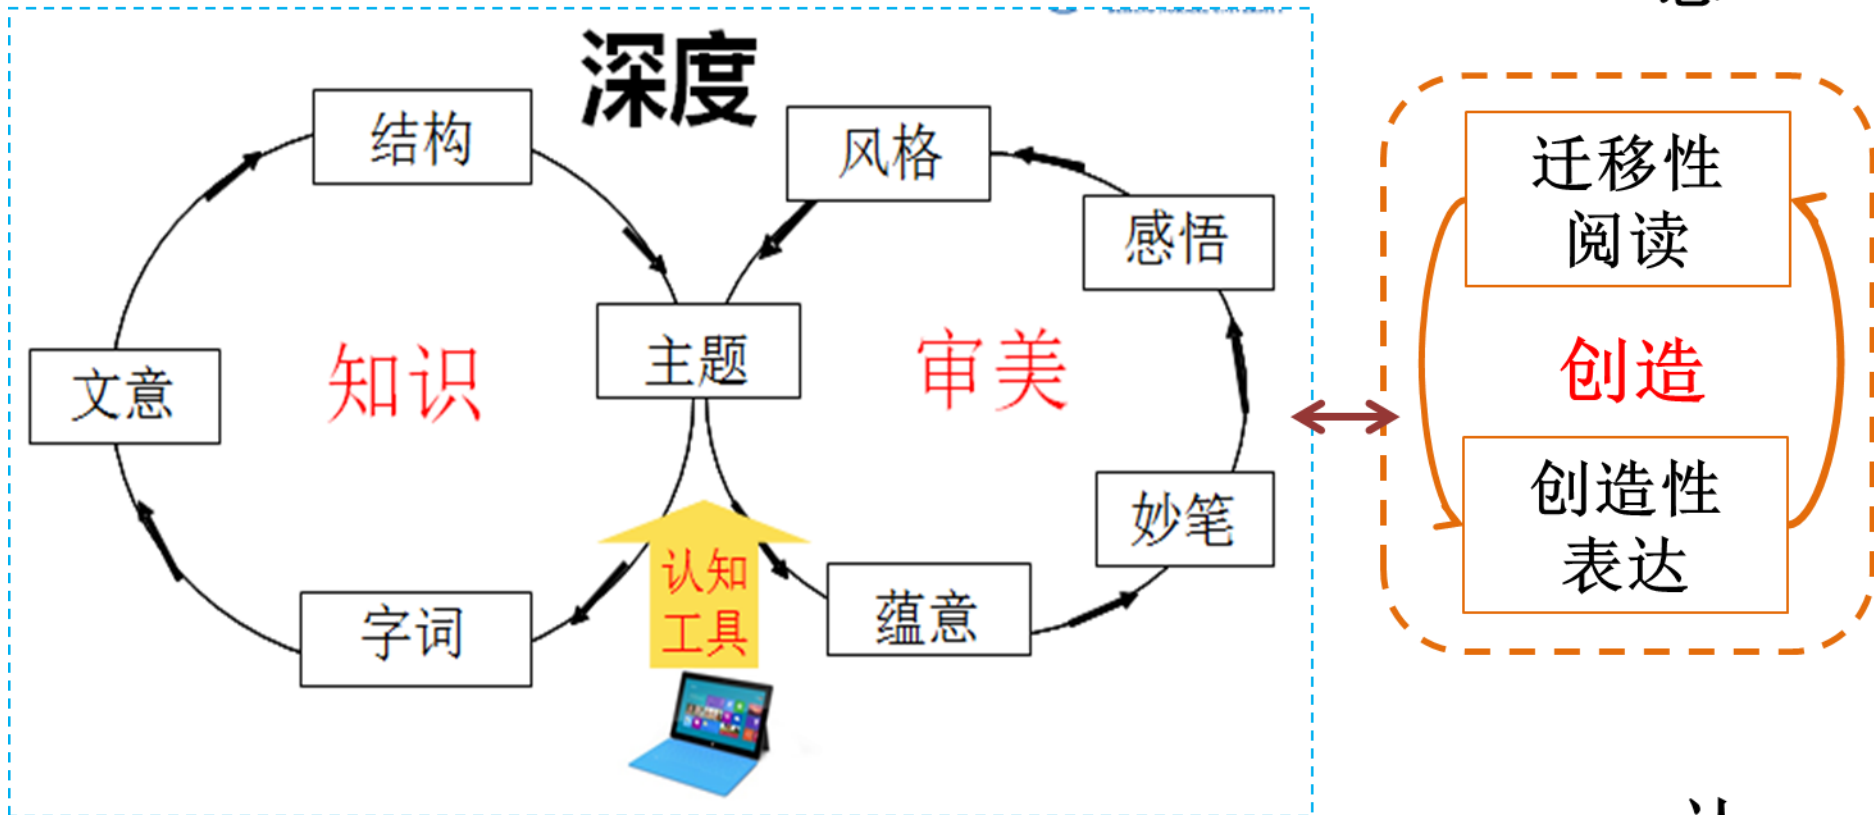 深度
结构
风格
感悟
主题
文意
知识
审美
妙笔
字词
蕴意
认知
工具
迁移性
阅读
创造
创造性
表达